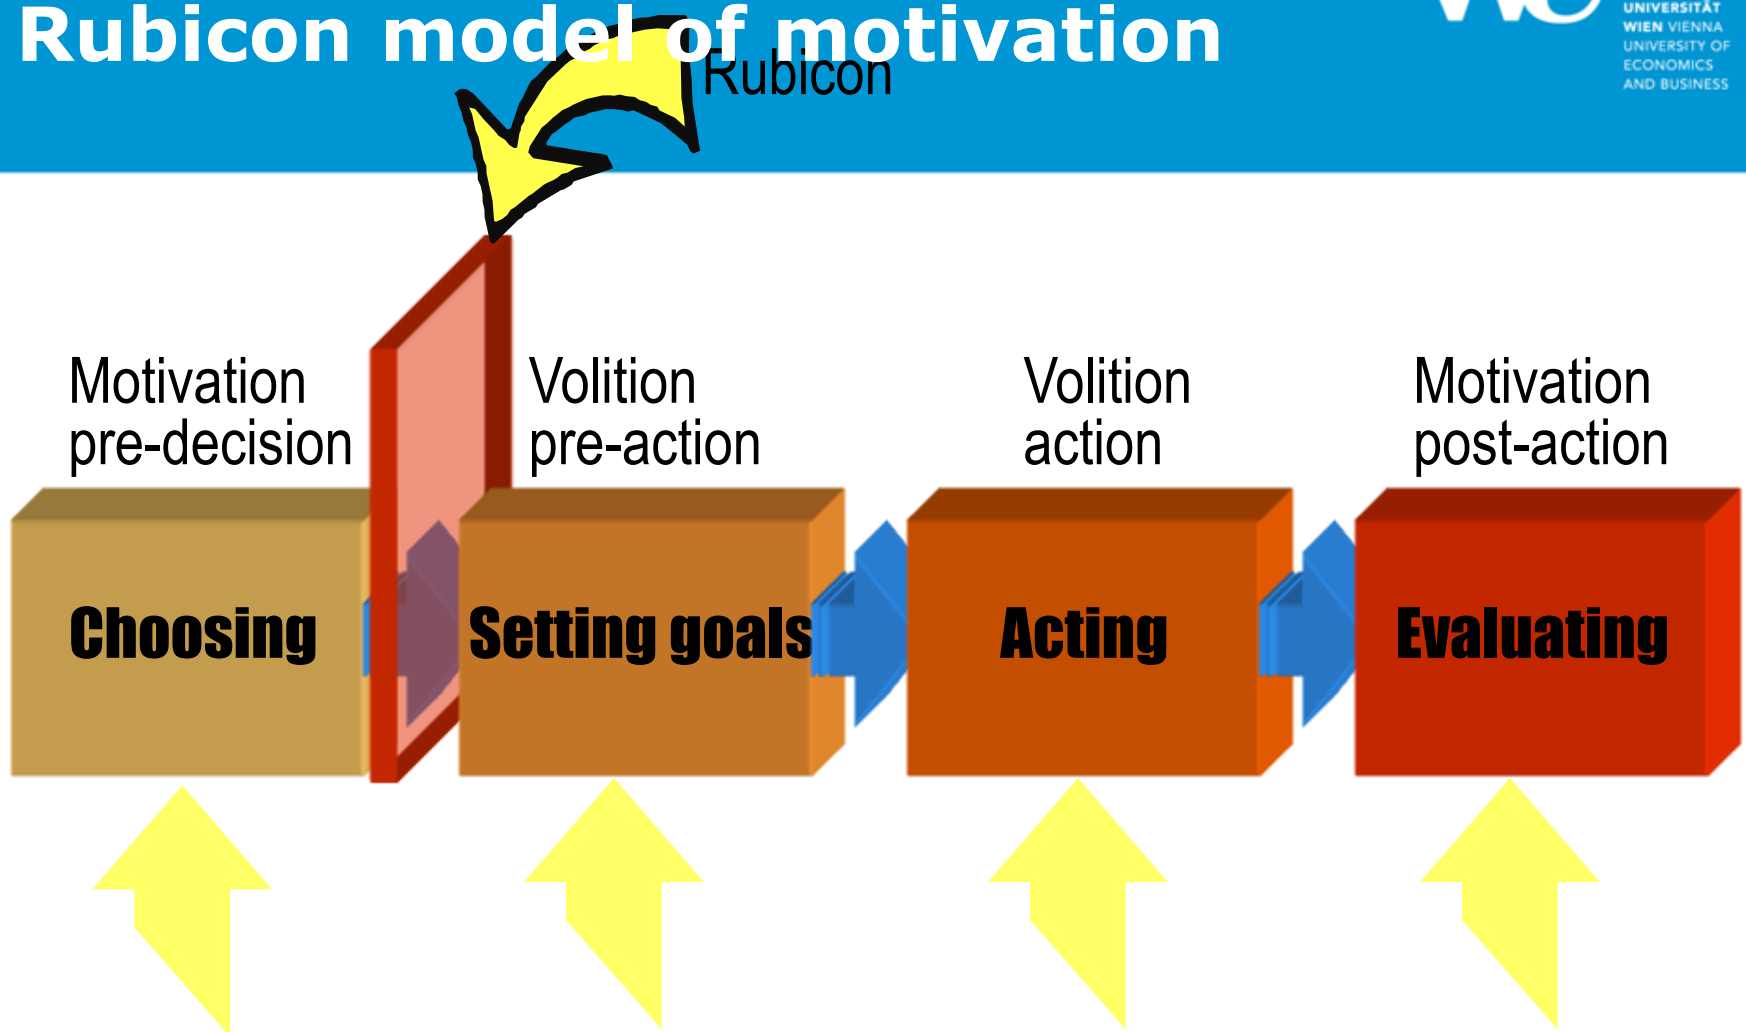 Rubicon model of motivation
UNIVERSITÄT
WIEN VIENNA
UNIVERSITY OF
ECONOMICS
AND BUSINESS
Rubicon
Motivation
pre-decision
Volition
pre-action
Volition
action
Motivation
post-action
Choosing
Setting goals
Acting
Evaluating